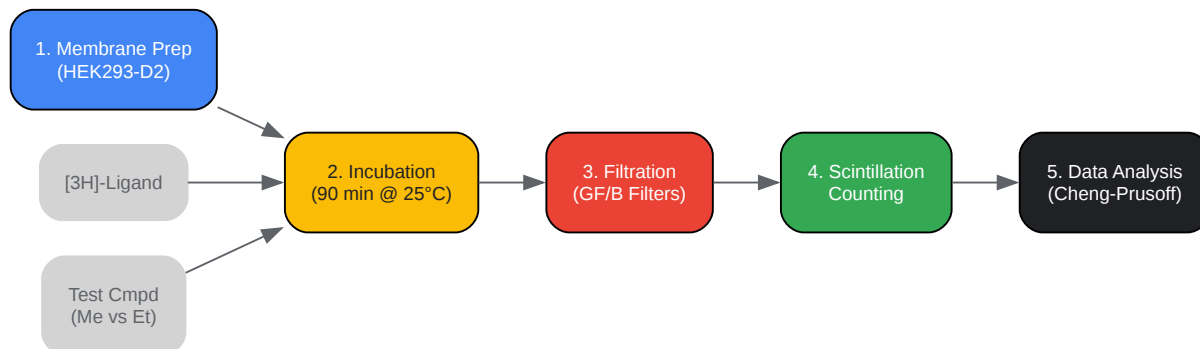 1. Membrane Prep
(HEK293-D2)
[3H]-Ligand
Test Cmpd
(Me vs Et)
2. Incubation
(90 min @ 25°C)
3. Filtration
(GF/B Filters)
4. Scintillation
Counting
5. Data Analysis
(Cheng-Prusoff)